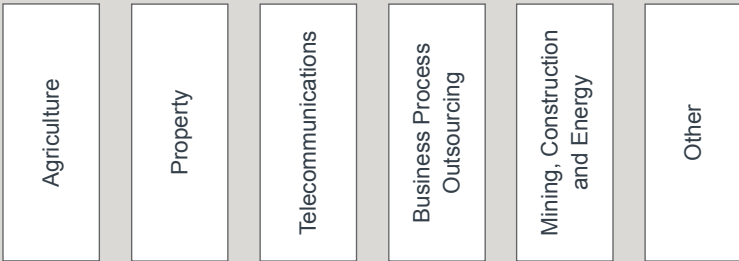 Agriculture
Property
Telecommunications
Business Process
Outsourcing
Mining, Construction
and Energy
Other